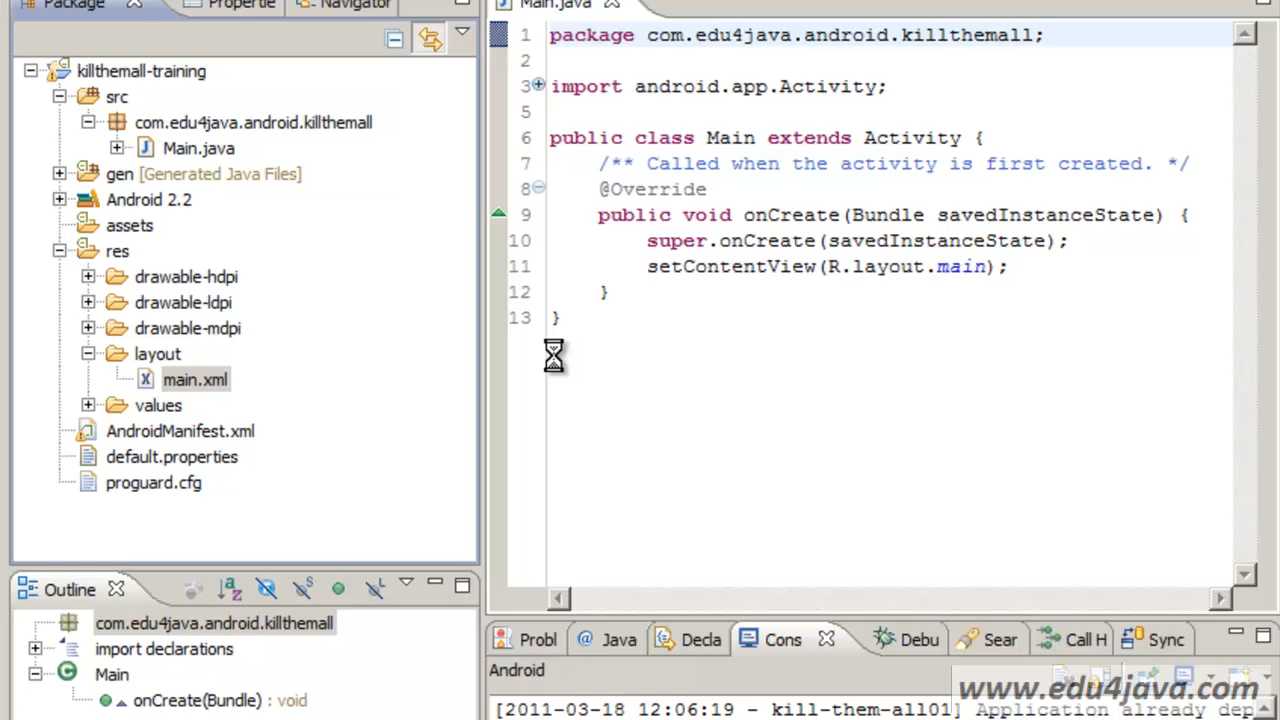 Package
Propertie
Navigator
killthemall-training
src
com.edu4java.android.killthemall
Main.java
gen [Generated Java Files]
Android 2.2
assets
res
drawable-hdpi
drawable-ldpi
drawable-mdpi
layout
main.xml
values
AndroidManifest.xml
default.properties
proguard.cfg
Outline
com.edu4java.android.killthemall
import declarations
Main
onCreate(Bundle) : void
Main.java
1 package com.edu4java.android.killthemall;
2
3 import android.app.Activity;
5
6 public class Main extends Activity {
7 /** Called when the activity is first created. */
8 @Override
9 public void onCreate(Bundle savedInstanceState) {
10 super.onCreate(savedInstanceState);
11 setContentView(R.layout.main);
12 }
13 }
Probl
@ Java
Decla
Cons
Debu
Sear
Call H
Sync
Android
[2011-03-18 12:06:19 - kill-them-all01] Application already dep
www.edu4java.com